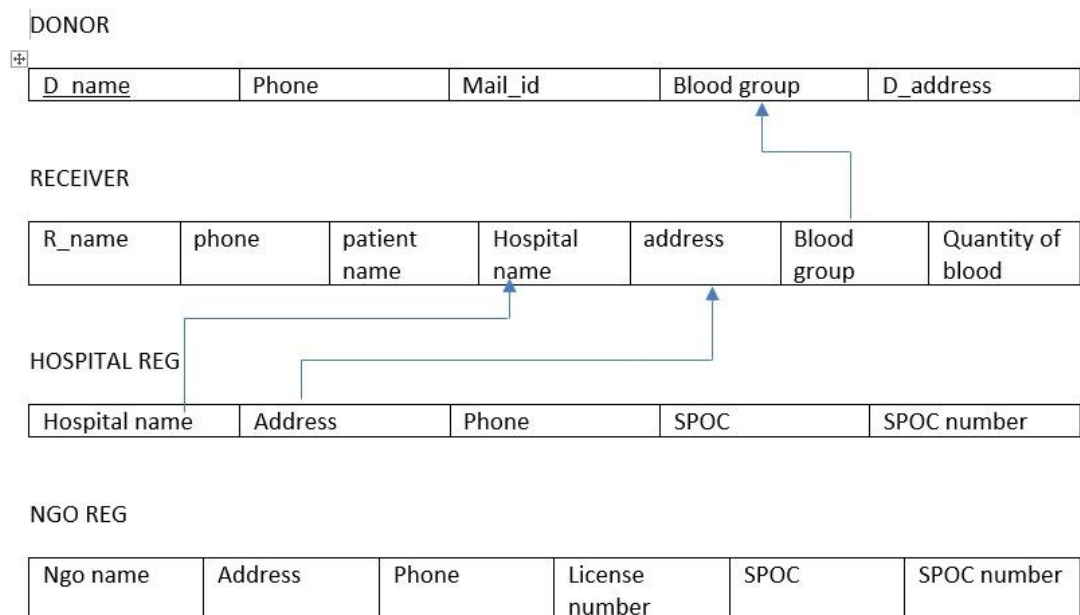 DONOR
D_name Phone Mail_id Blood group D_address
RECEIVER
R_name phone patient name Hospital name address Blood group Quantity of blood
HOSPITAL REG
Hospital name Address Phone SPOC SPOC number
NGO REG
Ngo name Address Phone License number SPOC SPOC number